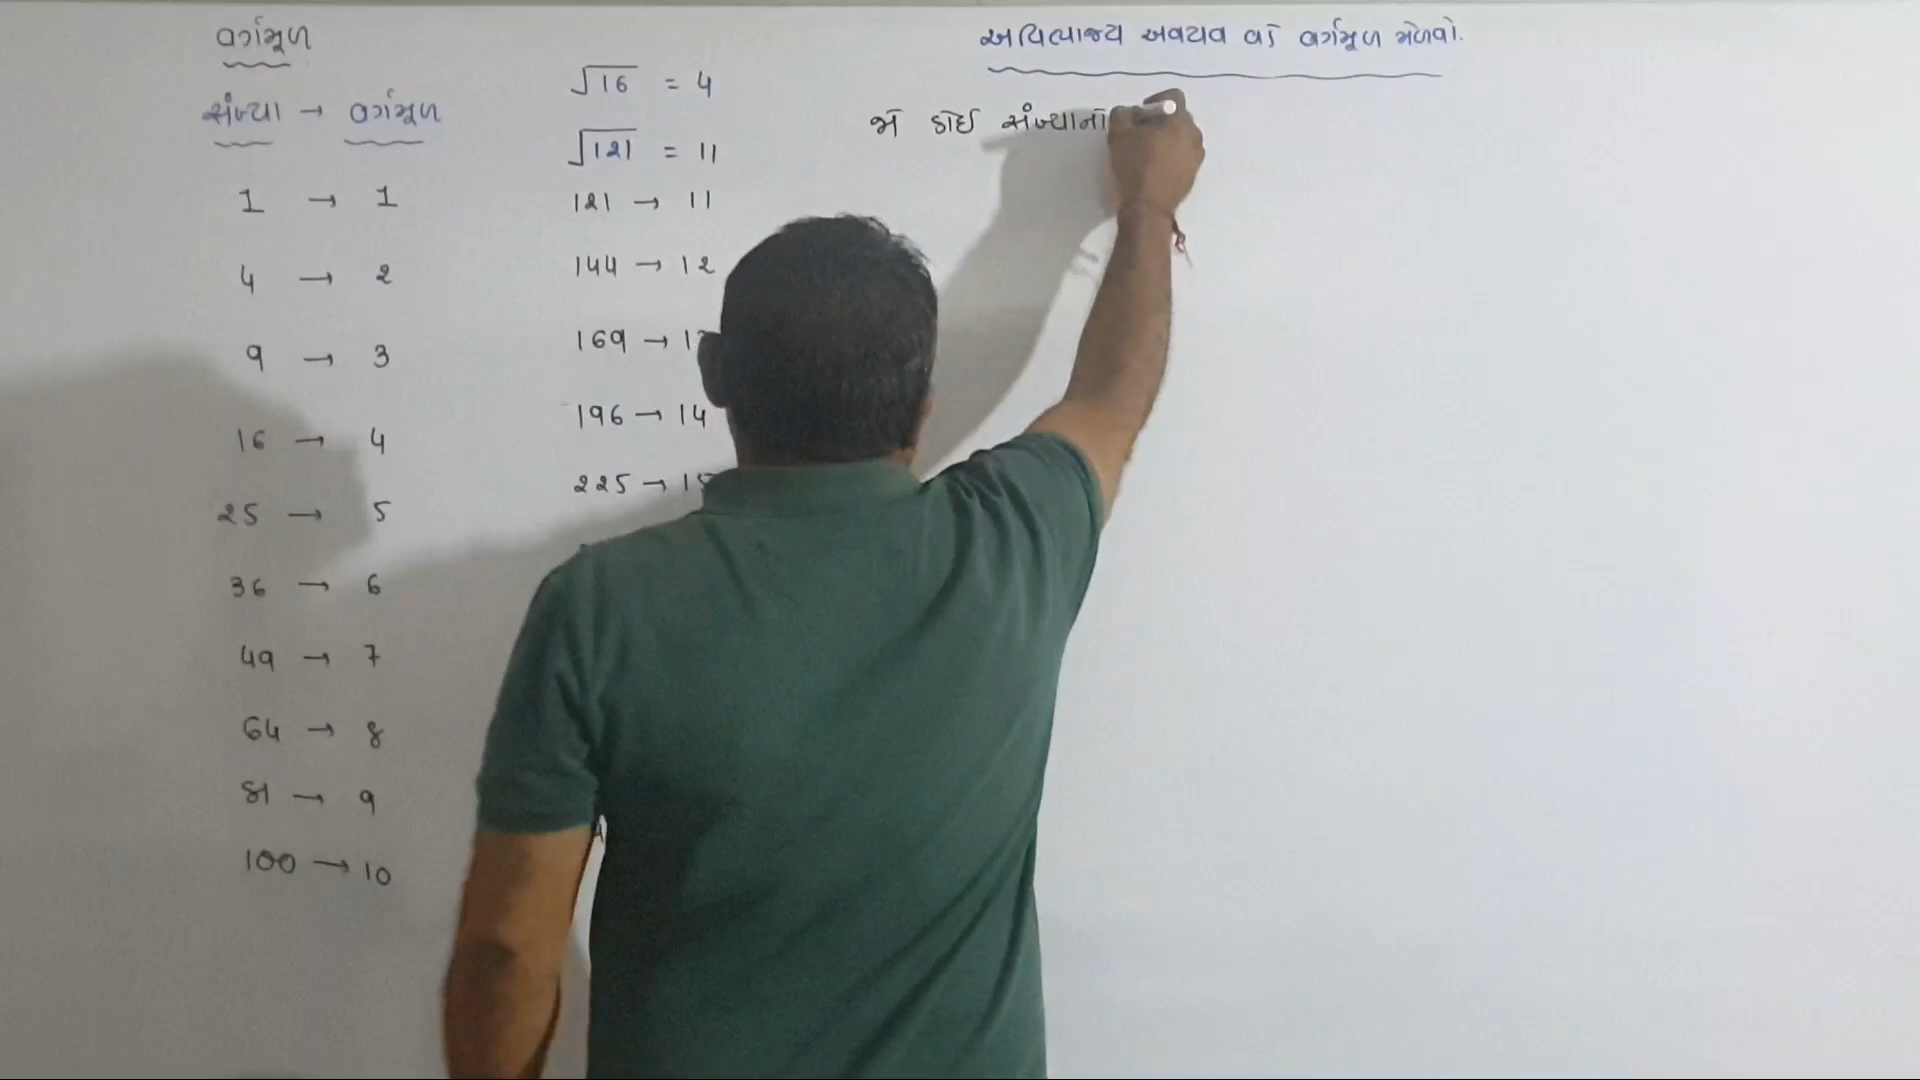 વર્ગમૂળ
સંખ્યા → વર્ગમૂળ
1 → 1
4 → 2
9 → 3
16 → 4
25 → 5
36 → 6
49 → 7
64 → 8
81 → 9
100 → 10
√16 = 4
√121 = 11
121 → 11
144 → 12
169 → 1
196 → 14
225 → 15
અવિભાજ્ય અવયવ વડે વર્ગમૂળ મેળવો.
જો કોઈ સંખ્યાના